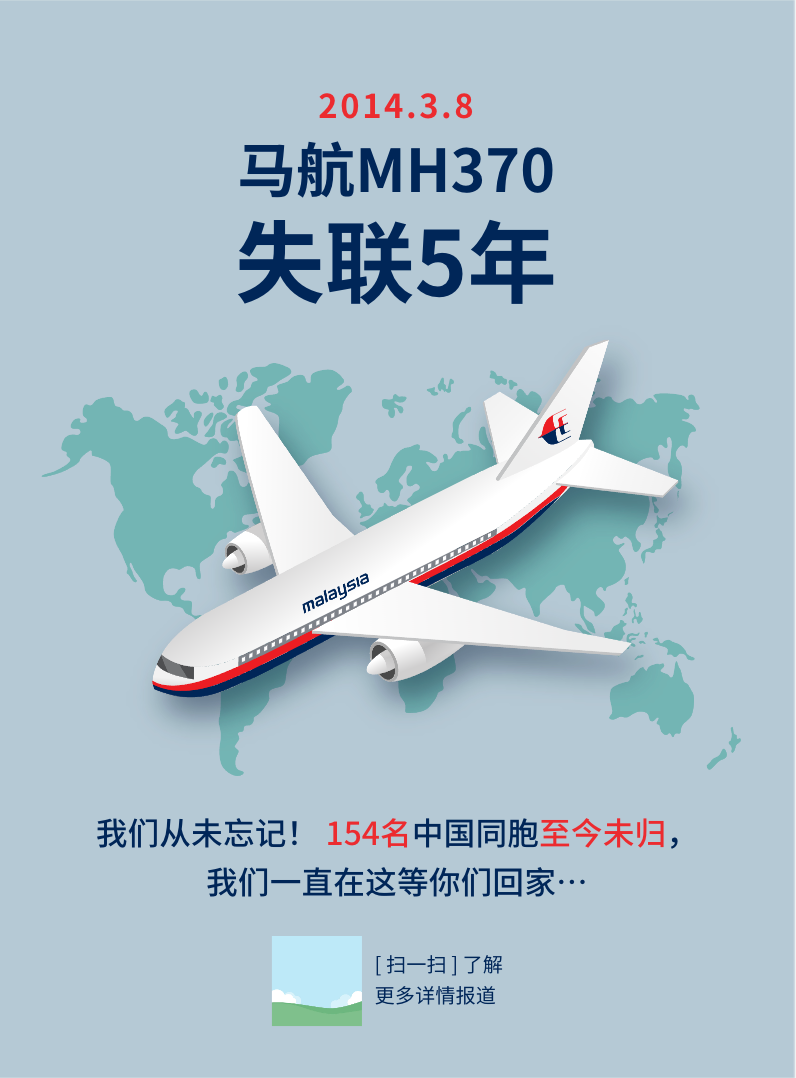 2014.3.8
马航MH370
失联5年
malaysia
我们从未忘记！ 154名中国同胞至今未归，
我们一直在这等你们回家…
[ 扫一扫 ] 了解
更多详情报道